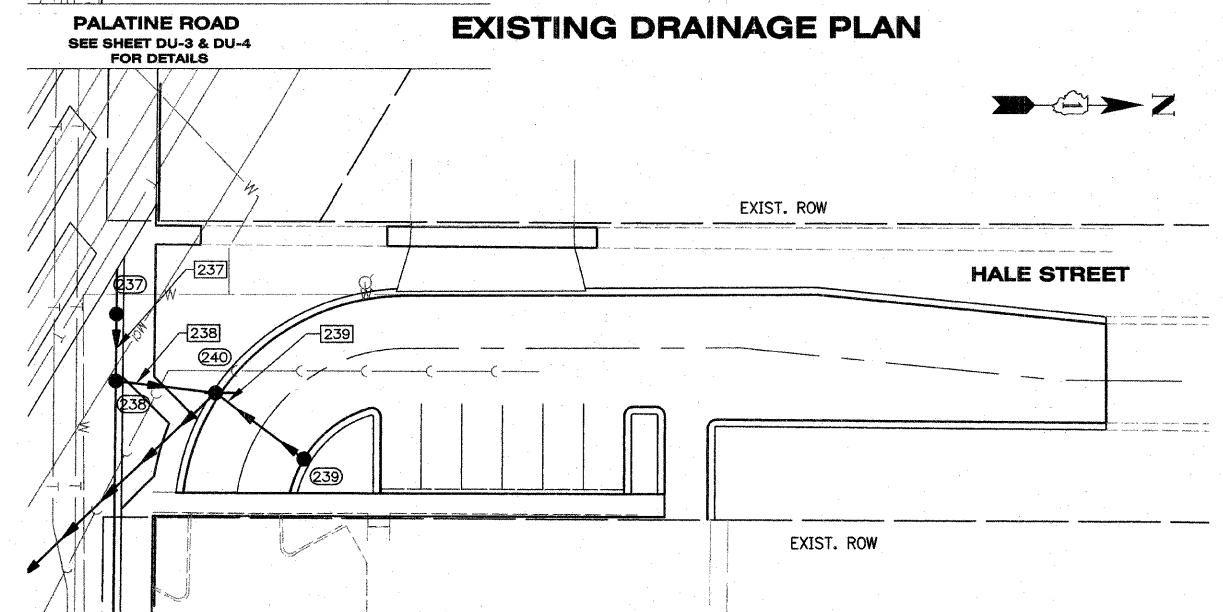 PALATINE ROAD
SEE SHEET DU-3 & DU-4
FOR DETAILS
EXISTING DRAINAGE PLAN
N
W
EXIST. ROW
HALE STREET
237
237
W
W
238
239
240
238
W
239
EXIST. ROW